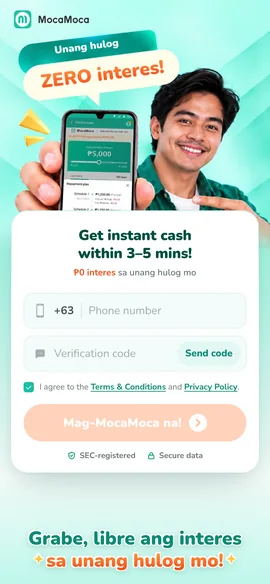 MocaMoca
Unang hulog
ZERO interes!
MocaMoca
₱5,000
Repayment plan
Get instant cash
within 3–5 mins!
₱0 interes sa unang hulog mo
+63 Phone number
Verification code Send code
I agree to the Terms & Conditions and Privacy Policy.
Mag-MocaMoca na!
SEC-registered Secure data
Grabe, libre ang interes
sa unang hulog mo!